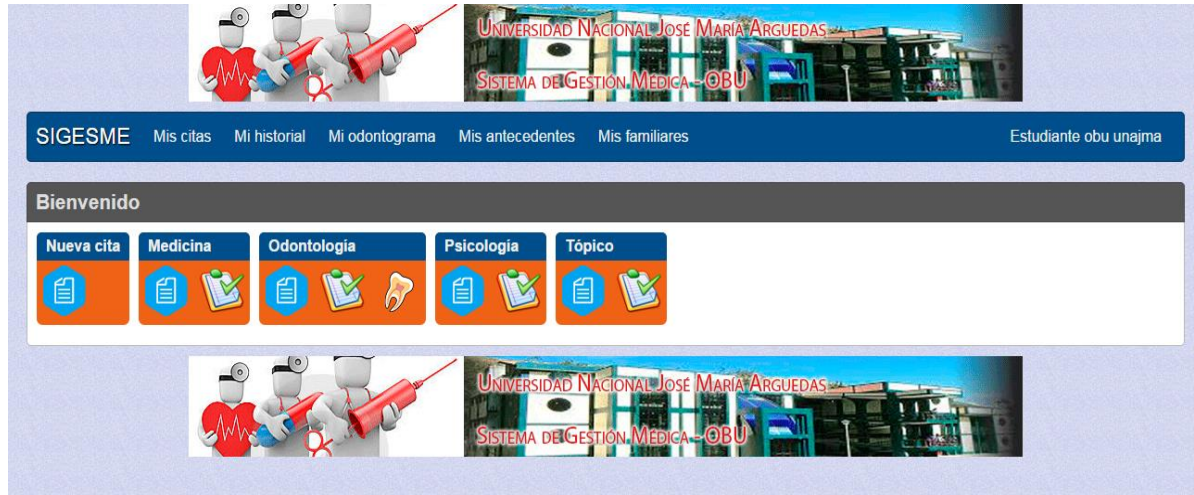 UNIVERSIDAD NACIONAL JOSÉ MARÍA ARGUEDAS
SISTEMA DE GESTIÓN MÉDICA - OBU
SIGESME Mis citas Mi historial Mi odontograma Mis antecedentes Mis familiares Estudiante obu unajma
Bienvenido
Nueva cita Medicina Odontología Psicología Tópico
UNIVERSIDAD NACIONAL JOSÉ MARÍA ARGUEDAS
SISTEMA DE GESTIÓN MÉDICA - OBU